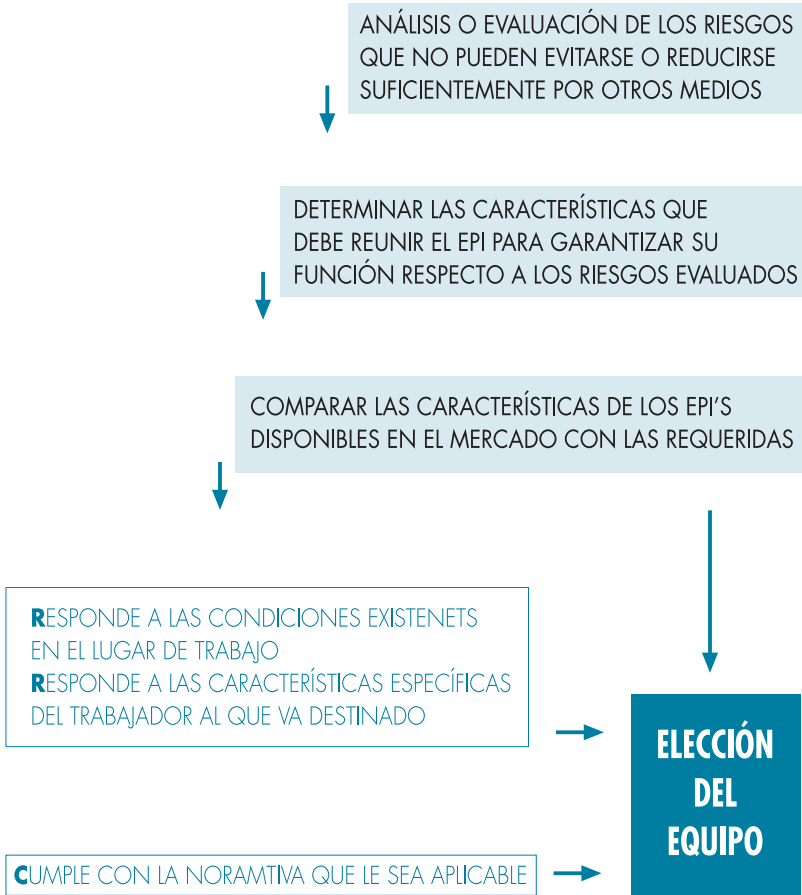 ANÁLISIS O EVALUACIÓN DE LOS RIESGOS
QUE NO PUEDEN EVITARSE O REDUCIRSE
SUFICIENTEMENTE POR OTROS MEDIOS
DETERMINAR LAS CARACTERÍSTICAS QUE
DEBE REUNIR EL EPI PARA GARANTIZAR SU
FUNCIÓN RESPECTO A LOS RIESGOS EVALUADOS
COMPARAR LAS CARACTERÍSTICAS DE LOS EPI'S
DISPONIBLES EN EL MERCADO CON LAS REQUERIDAS
RESPONDE A LAS CONDICIONES EXISTENETS
EN EL LUGAR DE TRABAJO
RESPONDE A LAS CARACTERÍSTICAS ESPECÍFICAS
DEL TRABAJADOR AL QUE VA DESTINADO
ELECCIÓN
DEL
EQUIPO
CUMPLE CON LA NORAMTIVA QUE LE SEA APLICABLE